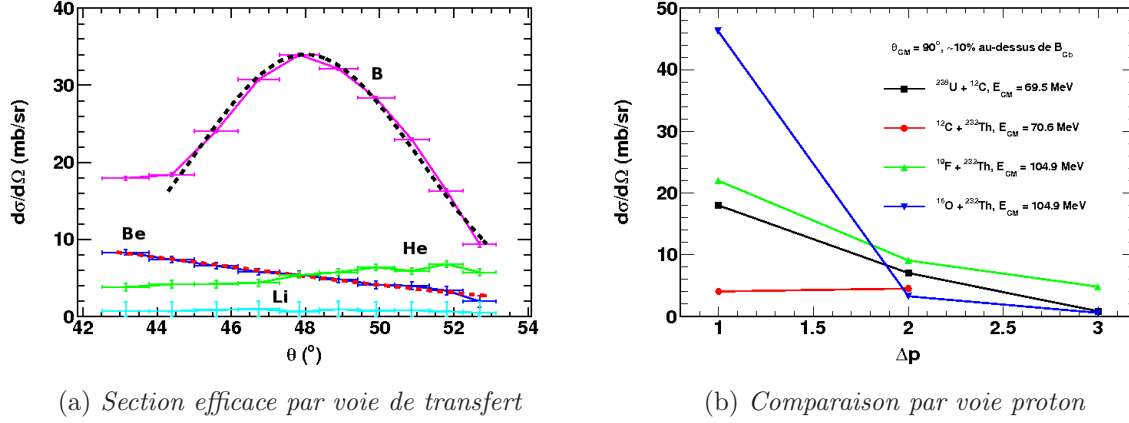 40
30
20
10
0
dσ/dΩ (mb/sr)
B
Be
He
Li
42 44 46 48 50 52 54
θ (°)
(a) Section efficace par voie de transfert
50
40
30
20
10
0
dσ/dΩ (mb/sr)
θCM = 90°, ~10% au-dessus de BCb
238U + 12C, ECM = 69.5 MeV
12C + 232Th, ECM = 70.6 MeV
19F + 232Th, ECM = 104.9 MeV
16O + 232Th, ECM = 104.9 MeV
1 1.5 2 2.5 3
Δp
(b) Comparaison par voie proton